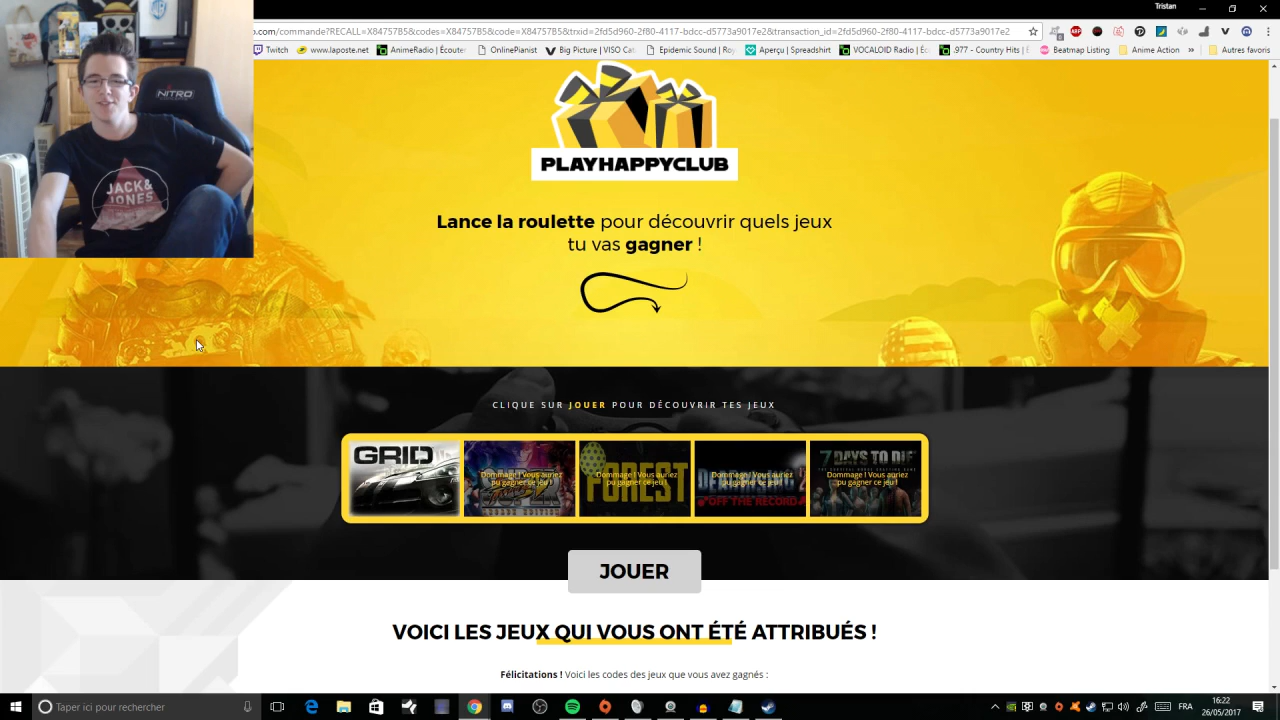 Tristan
o.com/commande?RECALL=X84757B5&codes=X84757B5&code=X84757B5&trxid=2fd5d960-2f80-4117-bdcc-d5773a9017e2&transaction_id=2fd5d960-2f80-4117-bdcc-d5773a9017e2
Twitch www.laposte.net AnimeRadio | Écoute OnlinePianist Big Picture | VISO Cat Epidemic Sound | Roy Aperçu | Spreadshirt VOCALOID Radio | Éc .977 - Country Hits | É Beatmap Listing Anime Action » Autres favoris
NITRO
JACK&
JONES
PLAYHAPPYCLUB
Lance la roulette pour découvrir quels jeux
tu vas gagner !
CLIQUE SUR JOUER POUR DÉCOUVRIR TES JEUX
GRID
Dommage ! Vous auriez
pu gagner ce jeu !
FOREST
Dommage ! Vous auriez
pu gagner ce jeu !
Dommage ! Vous auriez
pu gagner ce jeu !
OFF THE RECORD
7 DAYS TO DIE
Dommage ! Vous auriez
pu gagner ce jeu !
JOUER
VOICI LES JEUX QUI VOUS ONT ÉTÉ ATTRIBUÉS !
Félicitations ! Voici les codes des jeux que vous avez gagnés :
Taper ici pour rechercher
FRA
16:22
26/05/2017